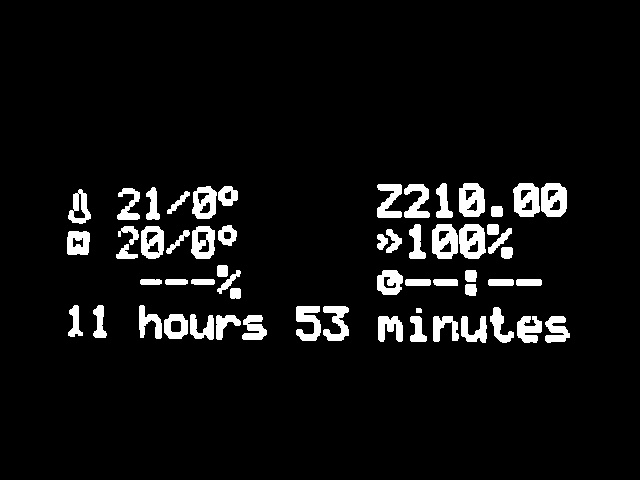 21/0° Z210.00
20/0° »100%
---% --:--
11 hours 53 minutes